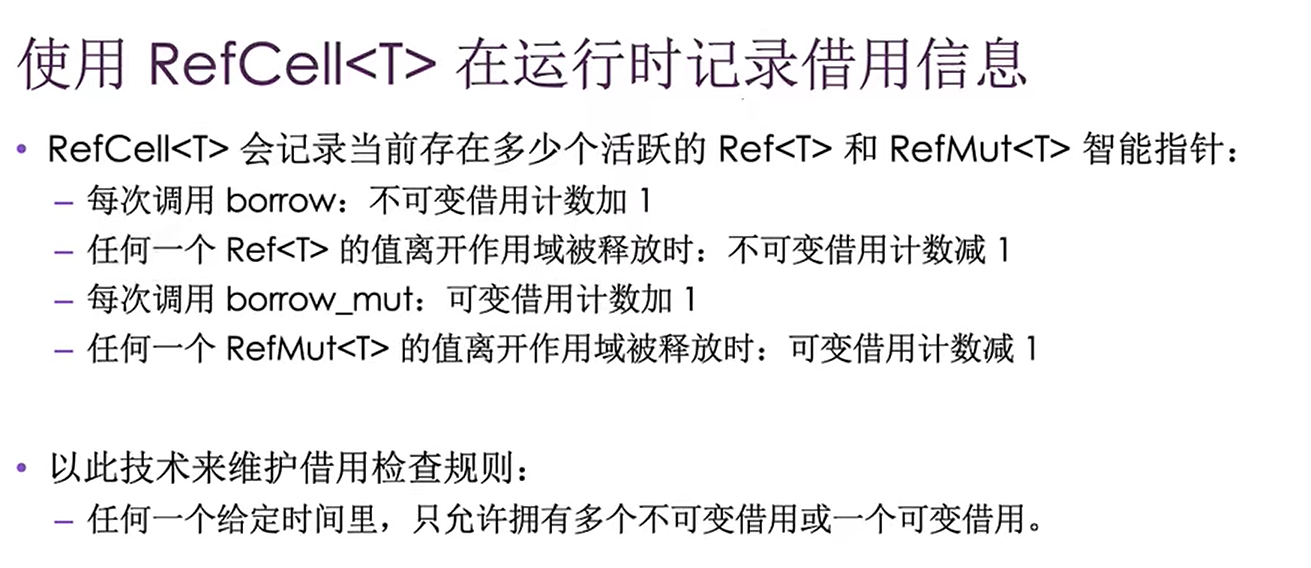 使用 RefCell<T> 在运行时记录借用信息
• RefCell<T> 会记录当前存在多少个活跃的 Ref<T> 和 RefMut<T> 智能指针：
– 每次调用 borrow：不可变借用计数加 1
– 任何一个 Ref<T> 的值离开作用域被释放时：不可变借用计数减 1
– 每次调用 borrow_mut：可变借用计数加 1
– 任何一个 RefMut<T> 的值离开作用域被释放时：可变借用计数减 1
• 以此技术来维护借用检查规则：
– 任何一个给定时间里，只允许拥有多个不可变借用或一个可变借用。